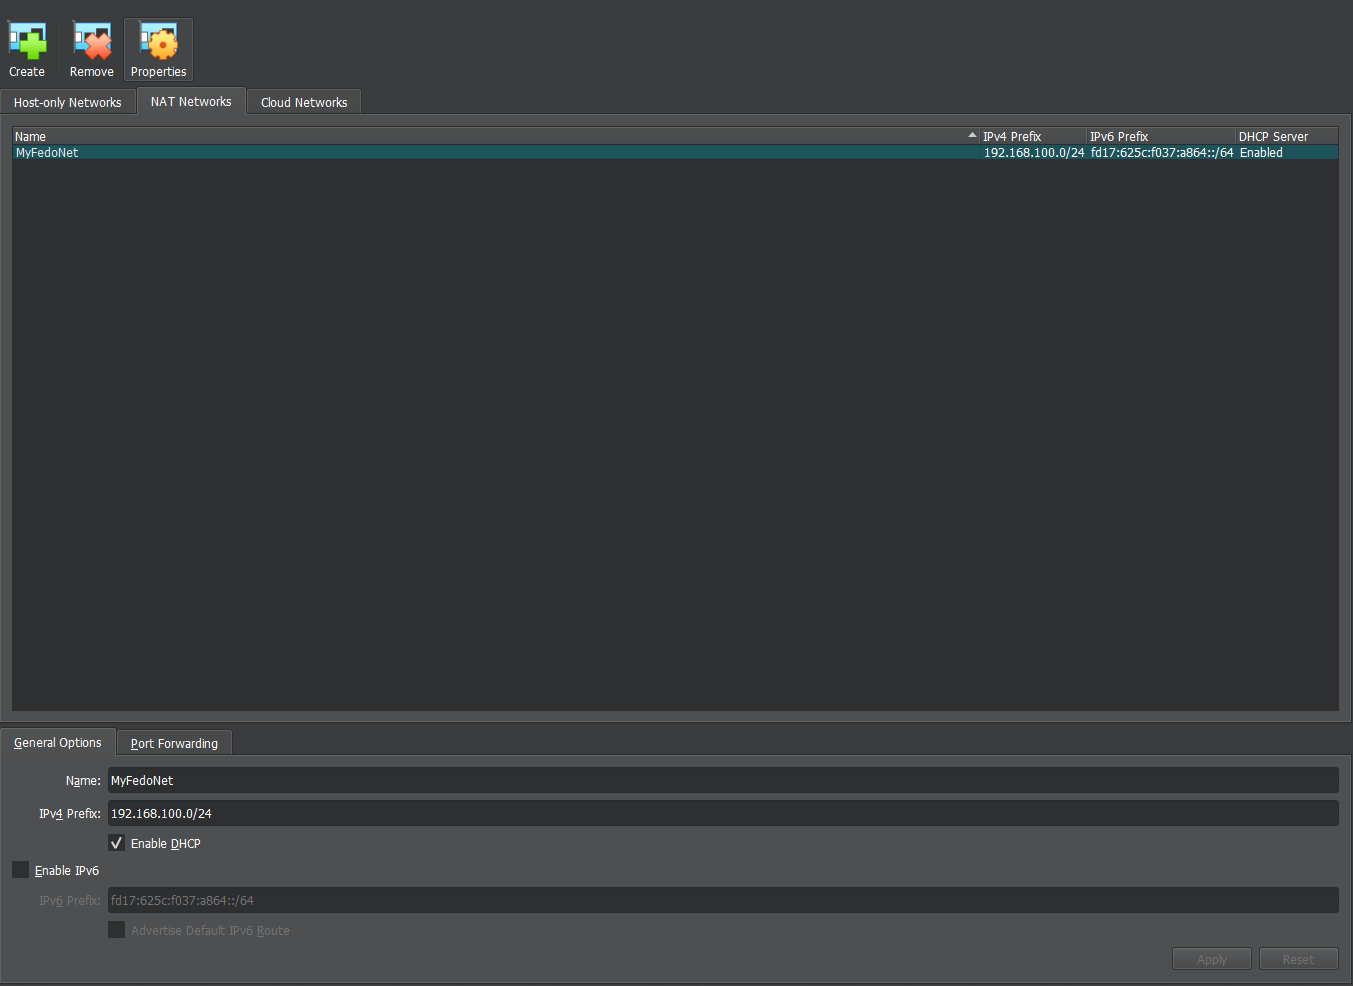 Create Remove Properties
Host-only Networks NAT Networks Cloud Networks
Name IPv4 Prefix IPv6 Prefix DHCP Server
MyFedoNet 192.168.100.0/24 fd17:625c:f037:a864::/64 Enabled
General Options Port Forwarding
Name: MyFedoNet
IPv4 Prefix: 192.168.100.0/24
Enable DHCP
Enable IPv6
IPv6 Prefix: fd17:625c:f037:a864::/64
Advertise Default IPv6 Route
Apply Reset